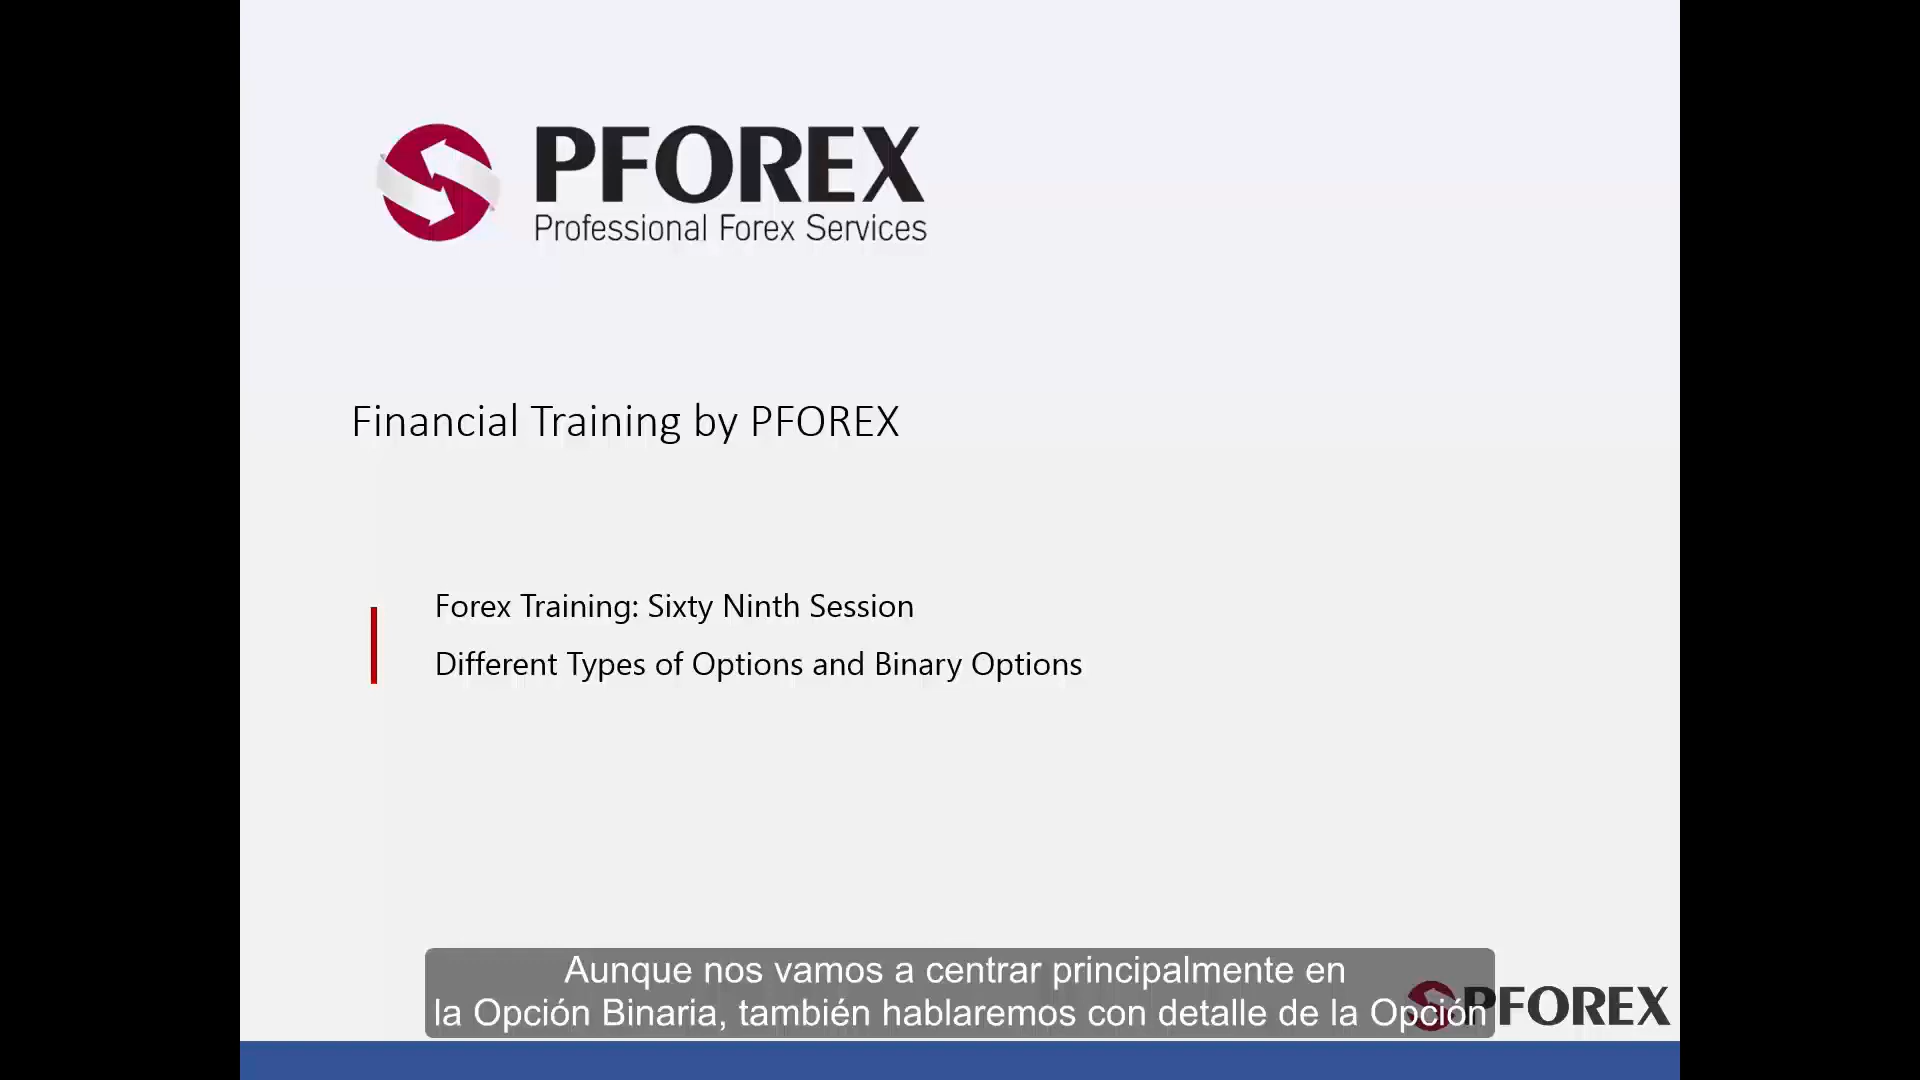 PFOREX
Professional Forex Services
Financial Training by PFOREX
Forex Training: Sixty Ninth Session
Different Types of Options and Binary Options
Aunque nos vamos a centrar principalmente en
la Opción Binaria, también hablaremos con detalle de la Opción
PFOREX